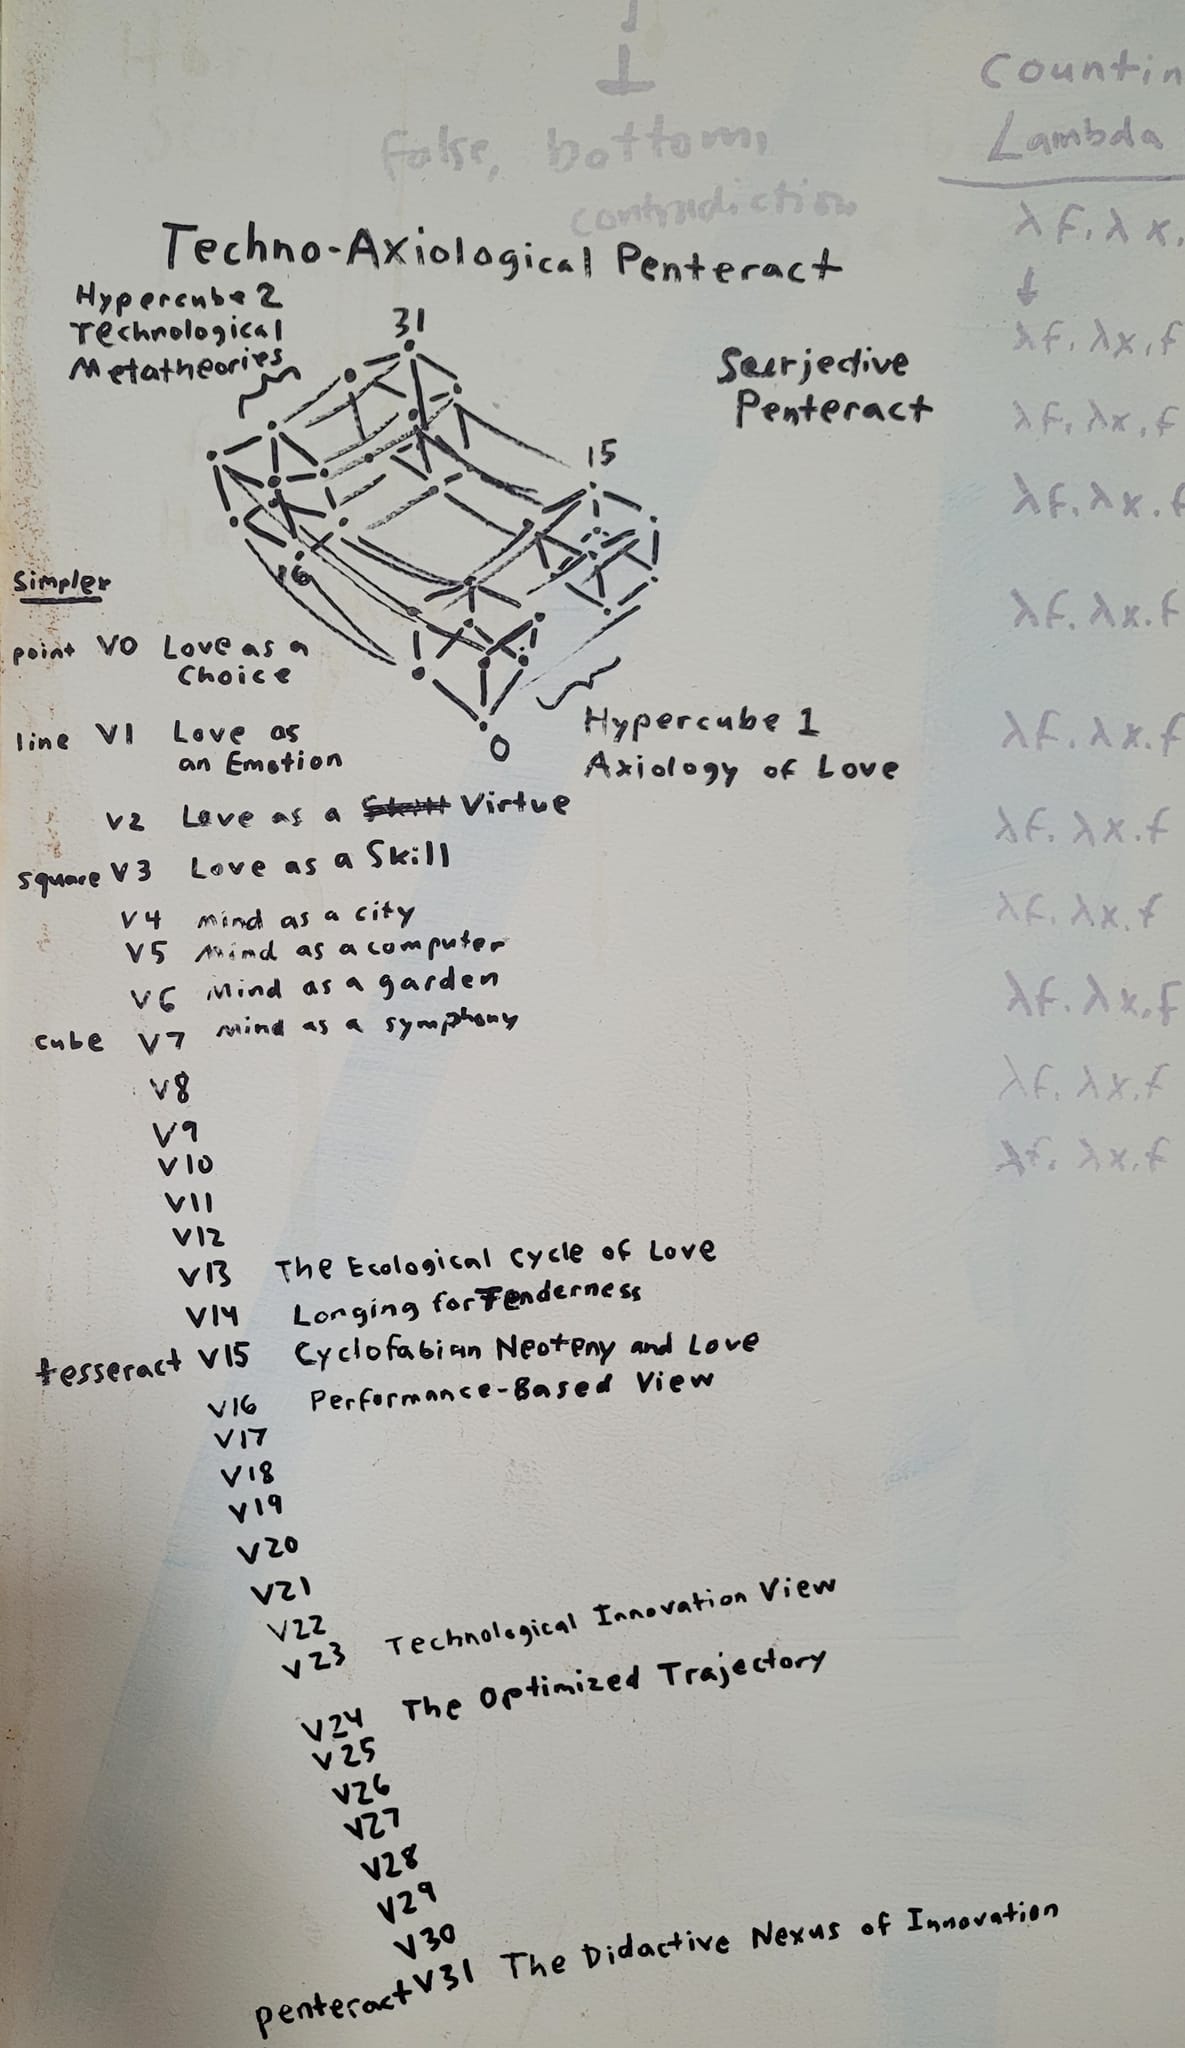 false, bottom,
contradiction
Countin
Lambda
λf. λx.
λf. λx. f
λf. λx. f
λf. λx. f
λf. λx. f
λf. λx. f
λf. λx. f
λf. λx. f
λf. λx. f
λf. λx. f
λf. λx. f
Techno-Axiological Penteract
Hypercube 2
Technological
Metatheories
31
Surjective
Penteract
15
16
0
Hypercube 1
Axiology of Love
Simplex
point V0 Love as a
Choice
line V1 Love as
an Emotion
V2 Love as a Virtue
square V3 Love as a Skill
V4 mind as a city
V5 Mind as a computer
V6 Mind as a garden
cube V7 mind as a symphony
V8
V9
V10
V11
V12
V13 The Ecological Cycle of Love
V14 Longing for Tenderness
tesseract V15 Cyclofabian Neoteny and Love
V16 Performance-Based View
V17
V18
V19
V20
V21
V22
V23 Technological Innovation View
V24 The Optimized Trajectory
V25
V26
V27
V28
V29
V30
penteract V31 The Didactive Nexus of Innovation